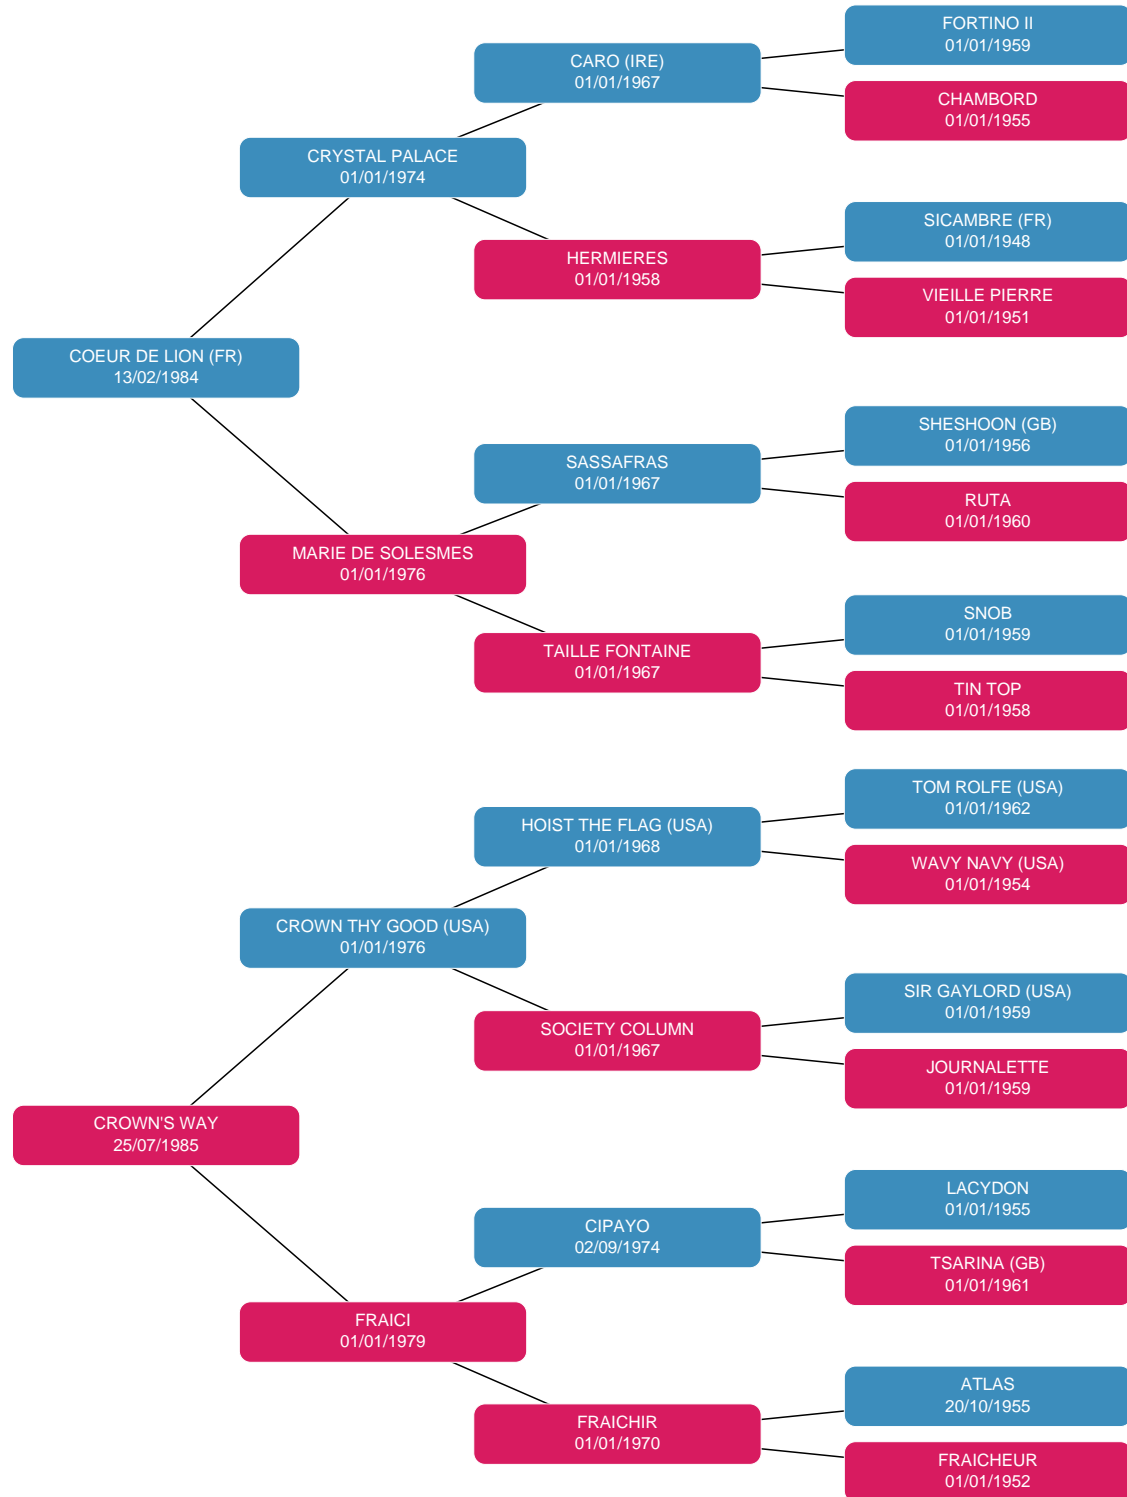 FORTINO II
01/01/1959
CARO (IRE)
01/01/1967
CHAMBORD
01/01/1955
CRYSTAL PALACE
01/01/1974
SICAMBRE (FR)
01/01/1948
HERMIERES
01/01/1958
VIEILLE PIERRE
01/01/1951
COEUR DE LION (FR)
13/02/1984
SHESHOON (GB)
01/01/1956
SASSAFRAS
01/01/1967
RUTA
01/01/1960
MARIE DE SOLESMES
01/01/1976
SNOB
01/01/1959
TAILLE FONTAINE
01/01/1967
TIN TOP
01/01/1958
TOM ROLFE (USA)
01/01/1962
HOIST THE FLAG (USA)
01/01/1968
WAVY NAVY (USA)
01/01/1954
CROWN THY GOOD (USA)
01/01/1976
SIR GAYLORD (USA)
01/01/1959
SOCIETY COLUMN
01/01/1967
JOURNALETTE
01/01/1959
CROWN'S WAY
25/07/1985
LACYDON
01/01/1955
CIPAYO
02/09/1974
TSARINA (GB)
01/01/1961
FRAICI
01/01/1979
ATLAS
20/10/1955
FRAICHIR
01/01/1970
FRAICHEUR
01/01/1952